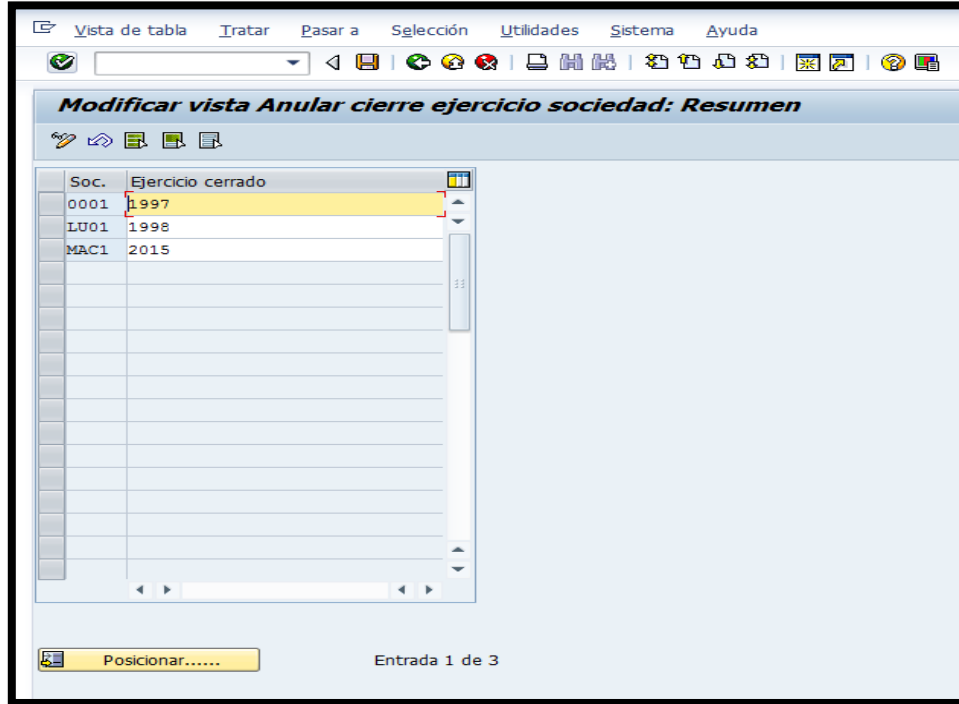 Vista de tabla Tratar Pasar a Selección Utilidades Sistema Ayuda
Modificar vista Anular cierre ejercicio sociedad: Resumen
Soc. Ejercicio cerrado
0001 1997
LU01 1998
MAC1 2015
Posicionar...... Entrada 1 de 3